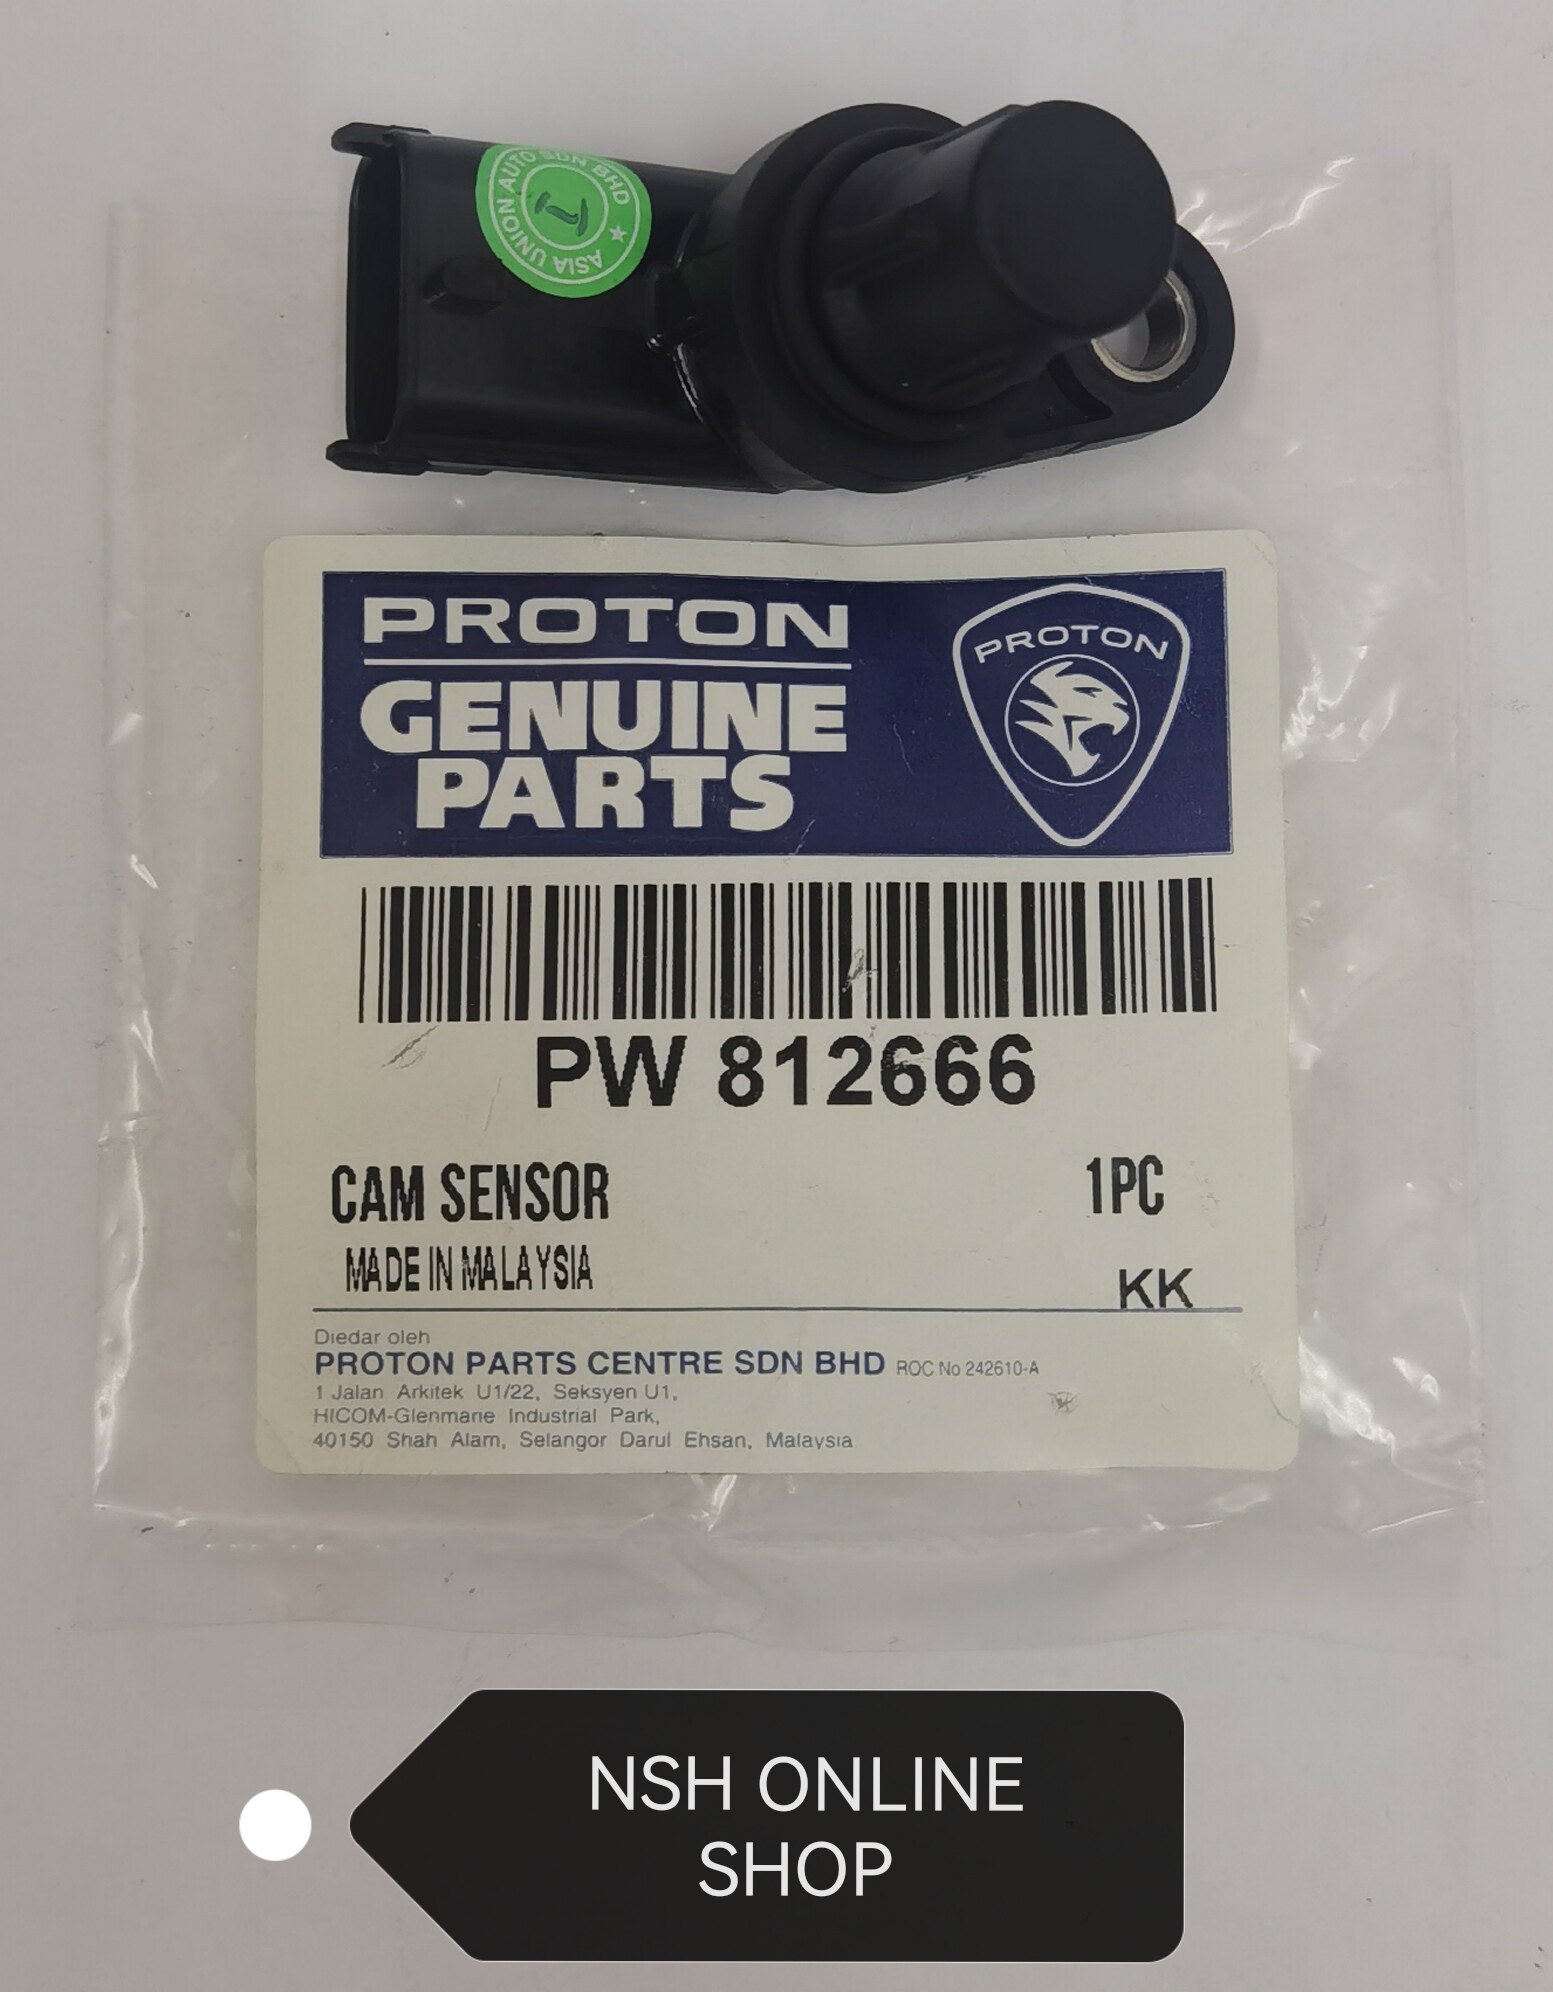 ASIA UNION AUTO SDN BHD
PROTON
GENUINE
PARTS
PROTON
PW 812666
CAM SENSOR
1PC
MADE IN MALAYSIA
KK
Diedar oleh
PROTON PARTS CENTRE SDN BHD ROC No 242610-A
1 Jalan Arkitek U1/22, Seksyen U1,
HICOM-Glenmarie Industrial Park,
40150 Shah Alam, Selangor Darul Ehsan, Malaysia
NSH ONLINE
SHOP